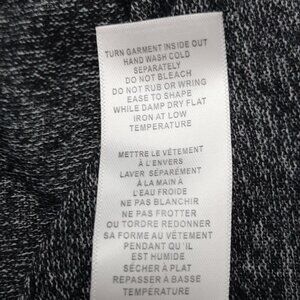 TURN GARMENT INSIDE OUT
HAND WASH COLD
SEPARATELY
DO NOT BLEACH
DO NOT RUB OR WRING
EASE TO SHAPE
WHILE DAMP DRY FLAT
IRON AT LOW
TEMPERATURE
METTRE LE VÊTEMENT
À L'ENVERS
LAVER SÉPARÉMENT
À LA MAIN À
L'EAU FROIDE
NE PAS BLANCHIR
NE PAS FROTTER
OU TORDRE REDONNER
SA FORME AU VÊTEMENT
PENDANT QU'IL
EST HUMIDE
SÉCHER À PLAT
REPASSER À BASSE
TEMPÉRATURE